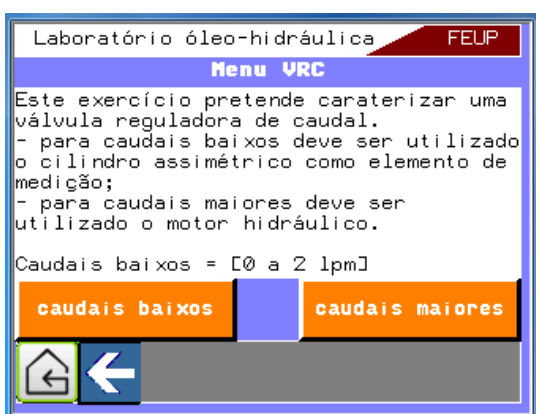 Laboratório óleo-hidráulica
FEUP
Menu VRC
Este exercício pretende caraterizar uma
válvula reguladora de caudal.
- para caudais baixos deve ser utilizado
o cilindro assimétrico como elemento de
medição;
- para caudais maiores deve ser
utilizado o motor hidráulico.
Caudais baixos = [0 a 2 lpm]
caudais baixos
caudais maiores